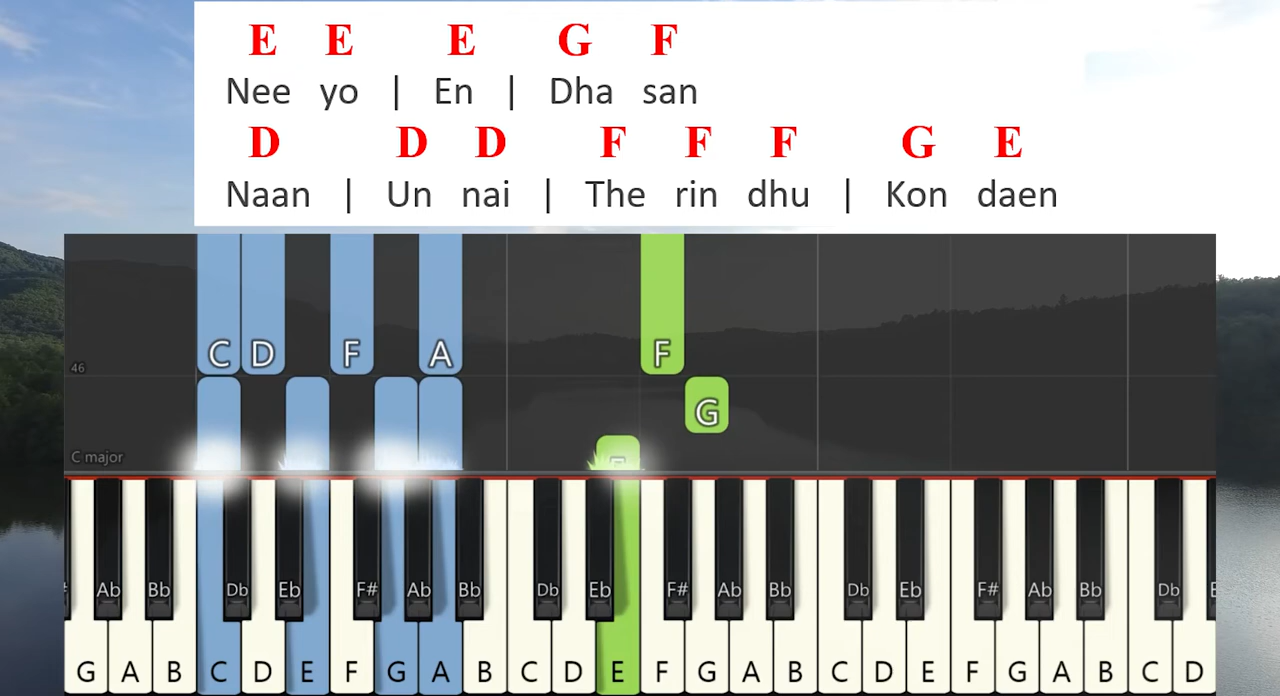 E E E G F
Nee yo | En | Dha san
D D D F F F G E
Naan | Un nai | The rin dhu | Kon daen
C D F A F
46
G
C major
Ab Bb Db Eb F# Ab Bb Db Eb F# Ab Bb Db Eb F# Ab Bb Db
G A B C D E F G A B C D E F G A B C D E F G A B C D